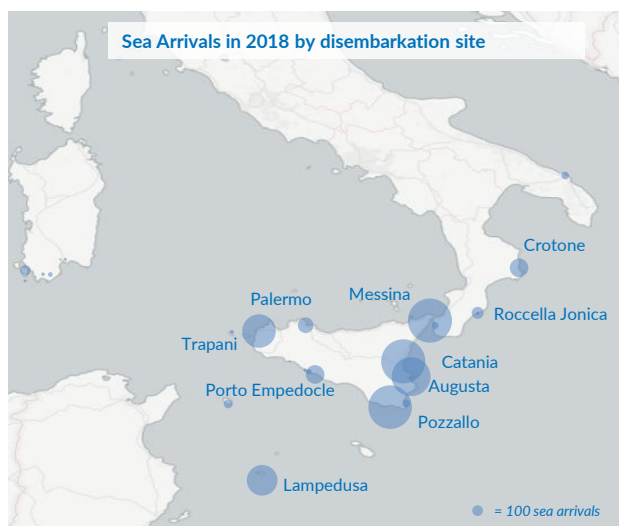 Sea Arrivals in 2018 by disembarkation site
Crotone
Messina
Palermo
Roccella Jonica
Trapani
Catania
Augusta
Porto Empedocle
Pozzallo
Lampedusa
= 100 sea arrivals